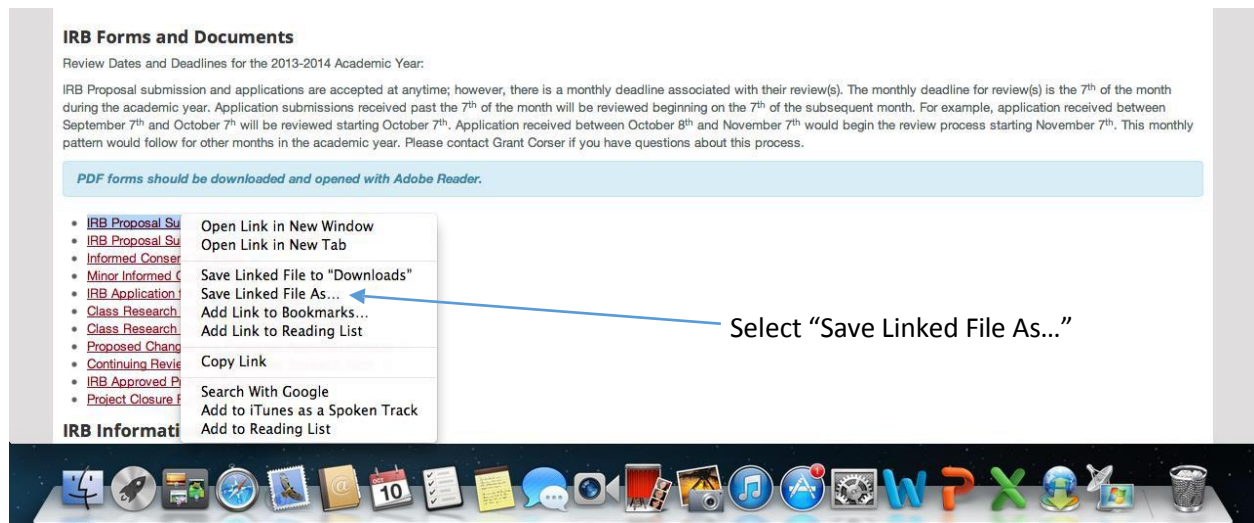 IRB Forms and Documents
Review Dates and Deadlines for the 2013-2014 Academic Year:
IRB Proposal submission and applications are accepted at anytime; however, there is a monthly deadline associated with their review(s). The monthly deadline for review(s) is the 7th of the month
during the academic year. Application submissions received past the 7th of the month will be reviewed beginning on the 7th of the subsequent month. For example, application received between
September 7th and October 7h will be reviewed starting October 7th. Application received between October 8th and November 7th would begin the review process starting November 7th. This monthly
pattern would follow for other months in the academic year. Please contact Grant Corser if you have questions about this process.
PDF forms should be downloaded and opened with Adobe Reader.
IRB Proposal Su
IRB Proposal Su
Informed Conser
Minor Informed
IRB Application
Class Research
Class Research
Proposed Chang
Continuing Revie
IRB Approved
Project Closure
Open Link in New Window
Open Link in New Tab
Save Linked File to "Downloads"
Save Linked File As...
Add Link to Bookmarks...
Add Link to Reading List
Copy Link
Search With Google
Add to iTunes as a Spoken Track
Add to Reading List
Select “Save Linked File As…”
IRB Informati
OCT
10
1